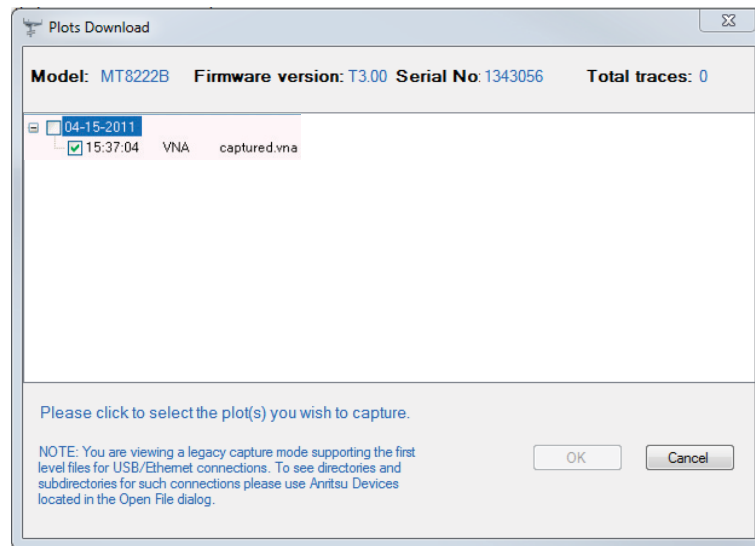 Plots Download
Model: MT8222B Firmware version: T3.00 Serial No: 1343056 Total traces: 0
04-15-2011
15:37:04 VNA captured.vna
Please click to select the plot(s) you wish to capture.
NOTE: You are viewing a legacy capture mode supporting the first
level files for USB/Ethernet connections. To see directories and
subdirectories for such connections please use Anritsu Devices
located in the Open File dialog.
OK Cancel